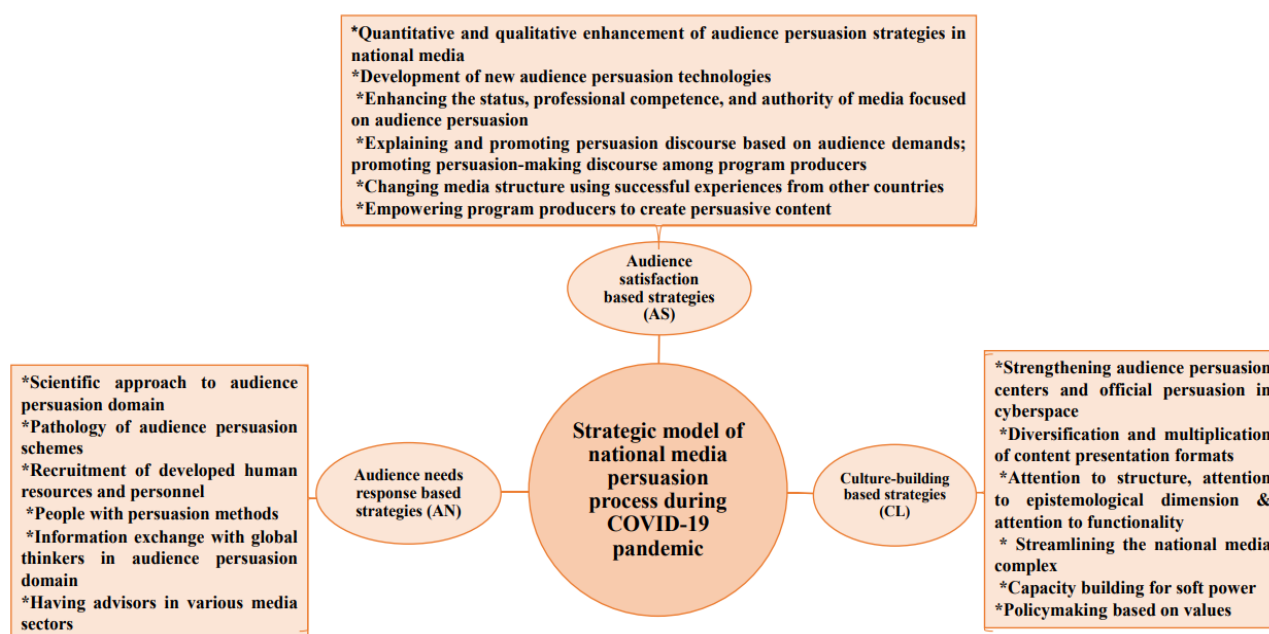 *Quantitative and qualitative enhancement of audience persuasion strategies in
national media
*Development of new audience persuasion technologies
*Enhancing the status, professional competence, and authority of media focused
on audience persuasion
*Explaining and promoting persuasion discourse based on audience demands;
promoting persuasion-making discourse among program producers
*Changing media structure using successful experiences from other countries
*Empowering program producers to create persuasive content
Audience
satisfaction
based strategies
(AS)
*Scientific approach to audience
persuasion domain
*Pathology of audience persuasion
schemes
*Recruitment of developed human
resources and personnel
*People with persuasion methods
*Information exchange with global
thinkers in audience persuasion
domain
*Having advisors in various media
sectors
Audience needs
response based
strategies (AN)
Strategic model of
national media
persuasion
process during
COVID-19
pandemic
Culture-building
based strategies
(CL)
*Strengthening audience persuasion
centers and official persuasion in
cyberspace
*Diversification and multiplication
of content presentation formats
*Attention to structure, attention
to epistemological dimension &
attention to functionality
* Streamlining the national media
complex
*Capacity building for soft power
*Policymaking based on values